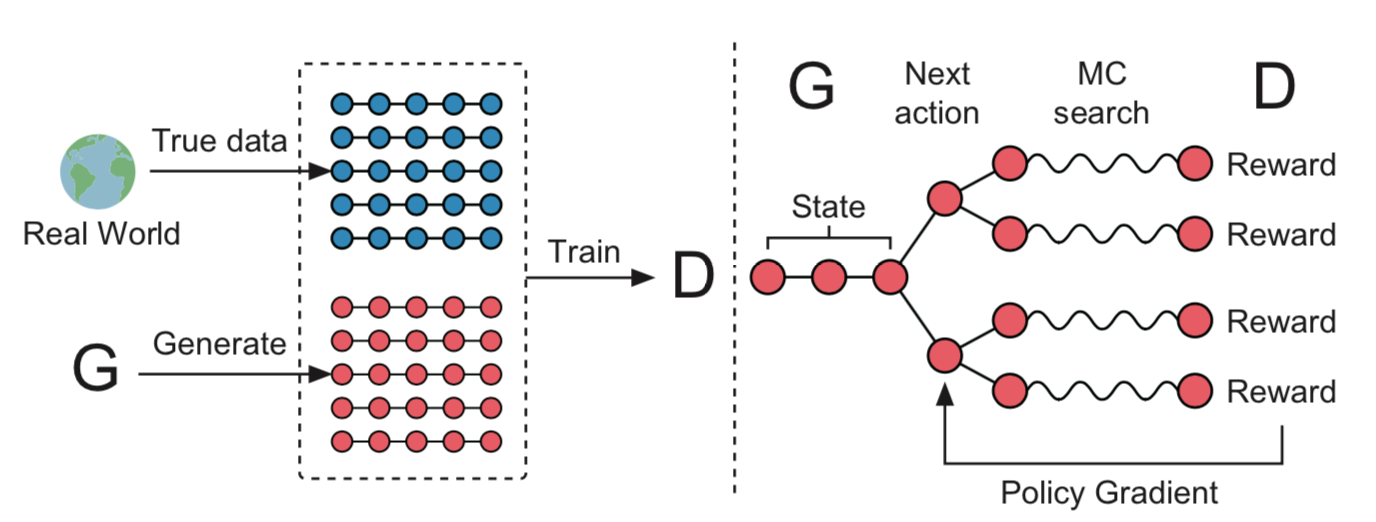 True data
Real World
G
Generate
Train
D
G
Next
action
MC
search
D
State
Reward
Reward
Reward
Reward
Policy Gradient